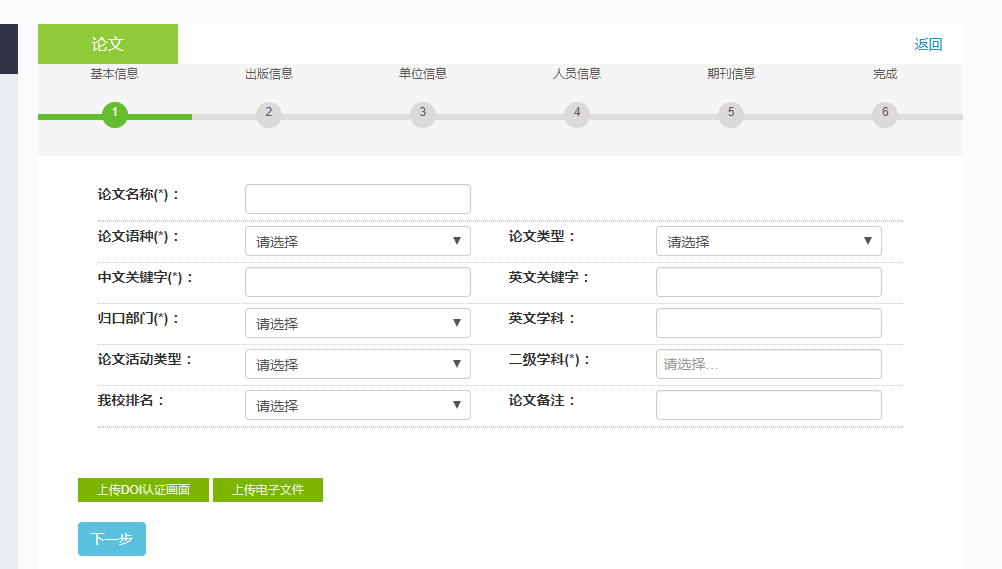 论文
返回
基本信息 出版信息 单位信息 人员信息 期刊信息 完成
1 2 3 4 5 6
论文名称(*)：
论文语种(*)： 请选择 论文类型： 请选择
中文关键字(*)： 英文关键字：
归口部门(*)： 请选择 英文学科：
论文活动类型： 请选择 二级学科(*)： 请选择...
我校排名： 请选择 论文备注：
上传DOI认证画面 上传电子文件
下一步